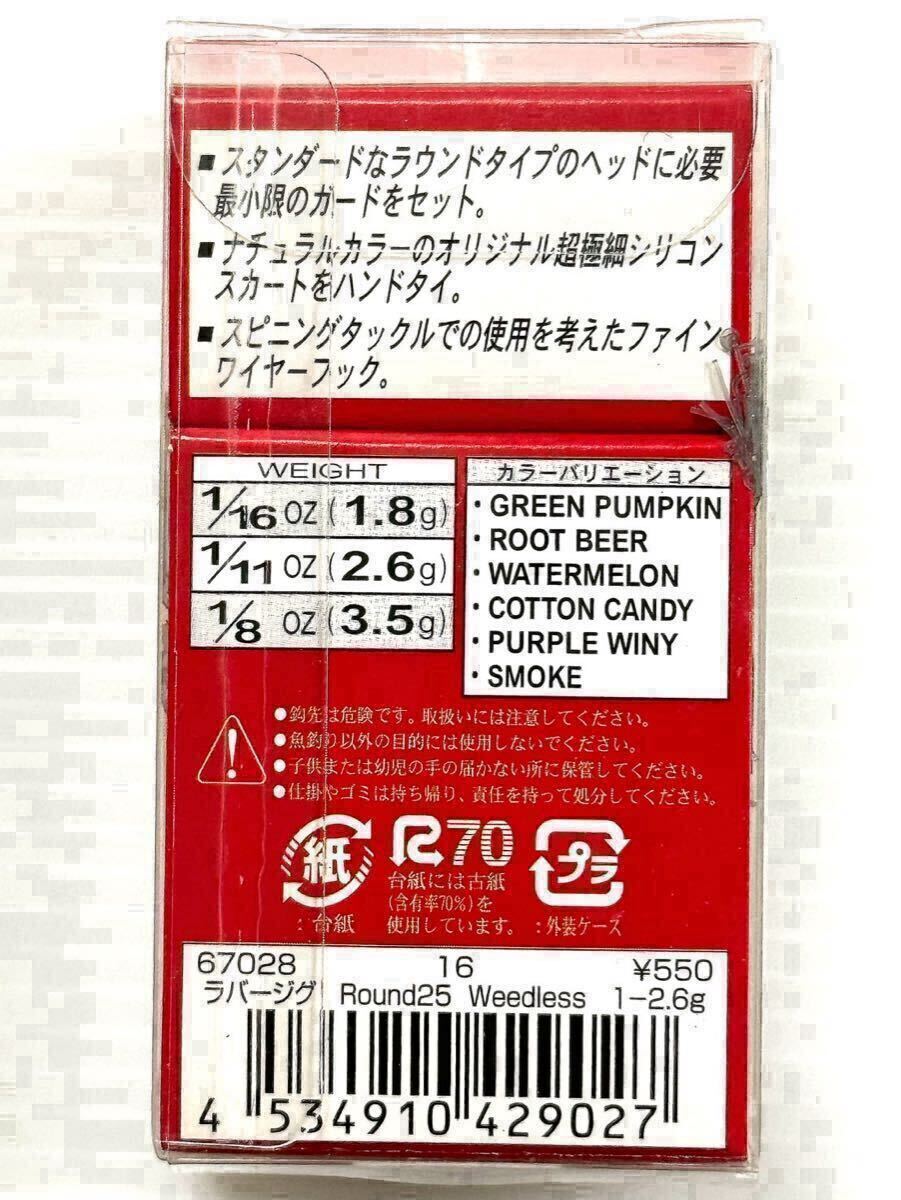 ■ スタンダードなラウンドタイプのヘッドに必要
最小限のガードをセット。
■ ナチュラルカラーのオリジナル超極細シリコン
スカートをハンドタイ。
■ スピニングタックルでの使用を考えたファイン
ワイヤーフック。
WEIGHT
1/16 OZ (1.8g)
1/11 OZ (2.6g)
1/8 OZ (3.5g)
カラーバリエーション
・GREEN PUMPKIN
・ROOT BEER
・WATERMELON
・COTTON CANDY
・PURPLE WINY
・SMOKE
●鈎先は危険です。取扱いには注意してください。
●魚釣り以外の目的には使用しないでください。
●子供または幼児の手の届かない所に保管してください。
●仕掛やゴミは持ち帰り、責任を持って処分してください。
紙
：台紙
R70
台紙には古紙
(含有率70%)を
使用しています。
プラ
：外装ケース
67028 16 ¥550
ラバージグ Round25 Weedless 1-2.6g
4 534910 429027